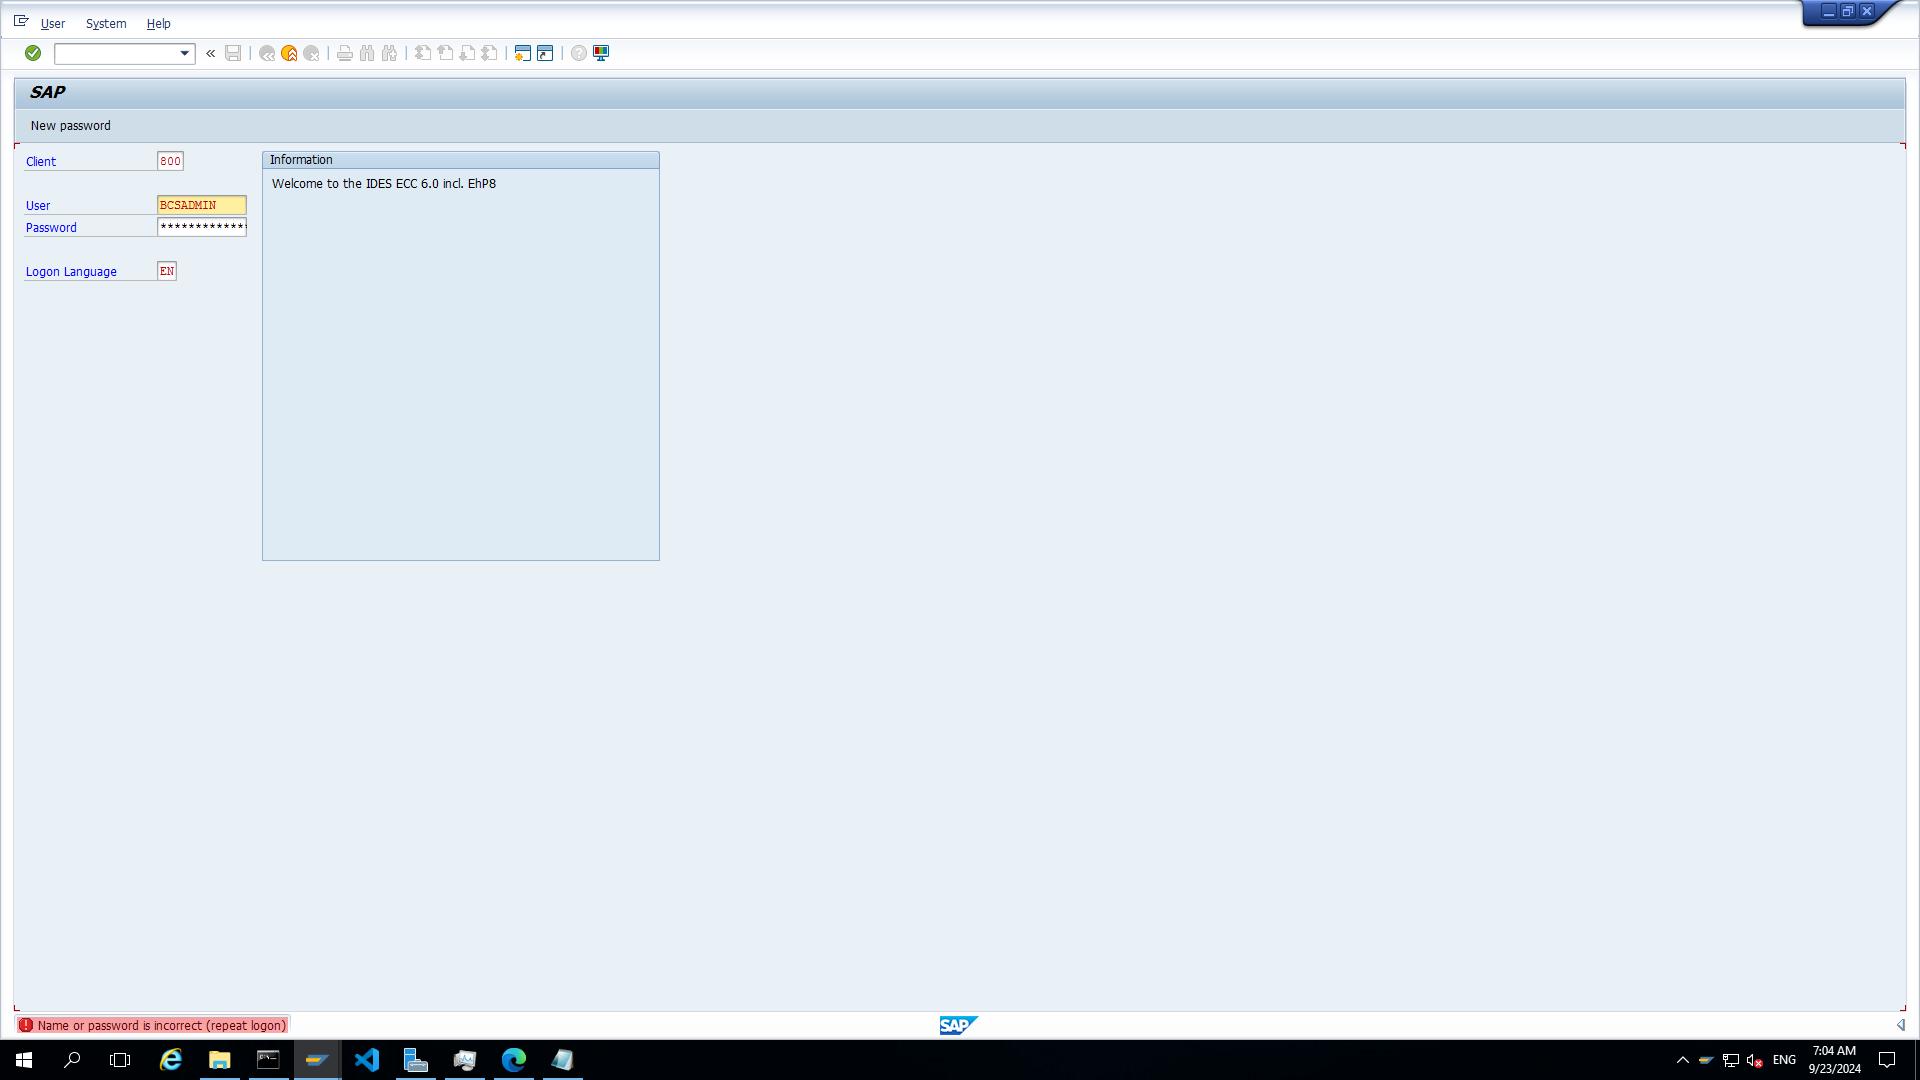 User System Help
SAP
New password
Client 800
User BCSADMIN
Password ************
Logon Language EN
Information
Welcome to the IDES ECC 6.0 incl. EhP8
Name or password is incorrect (repeat logon)
SAP
ENG
7:04 AM
9/23/2024